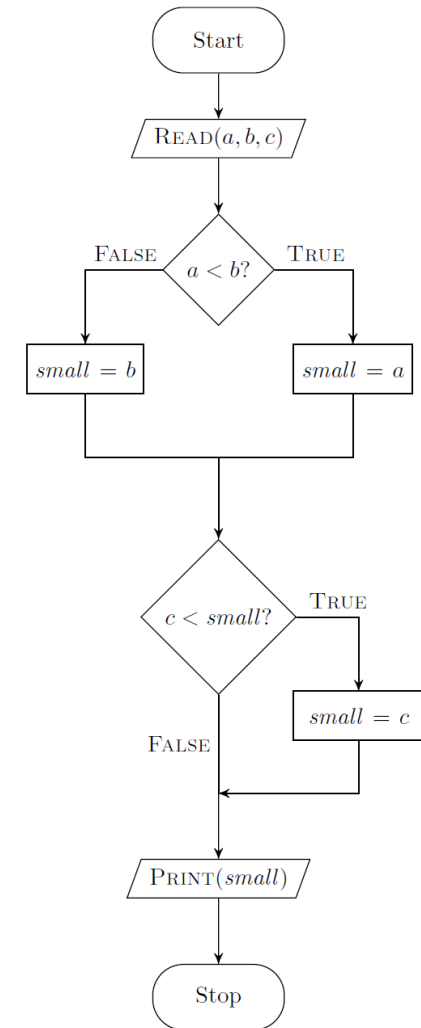 Start
READ(a, b, c)
FALSE
TRUE
a < b?
small = b
small = a
TRUE
c < small?
small = c
FALSE
PRINT(small)
Stop